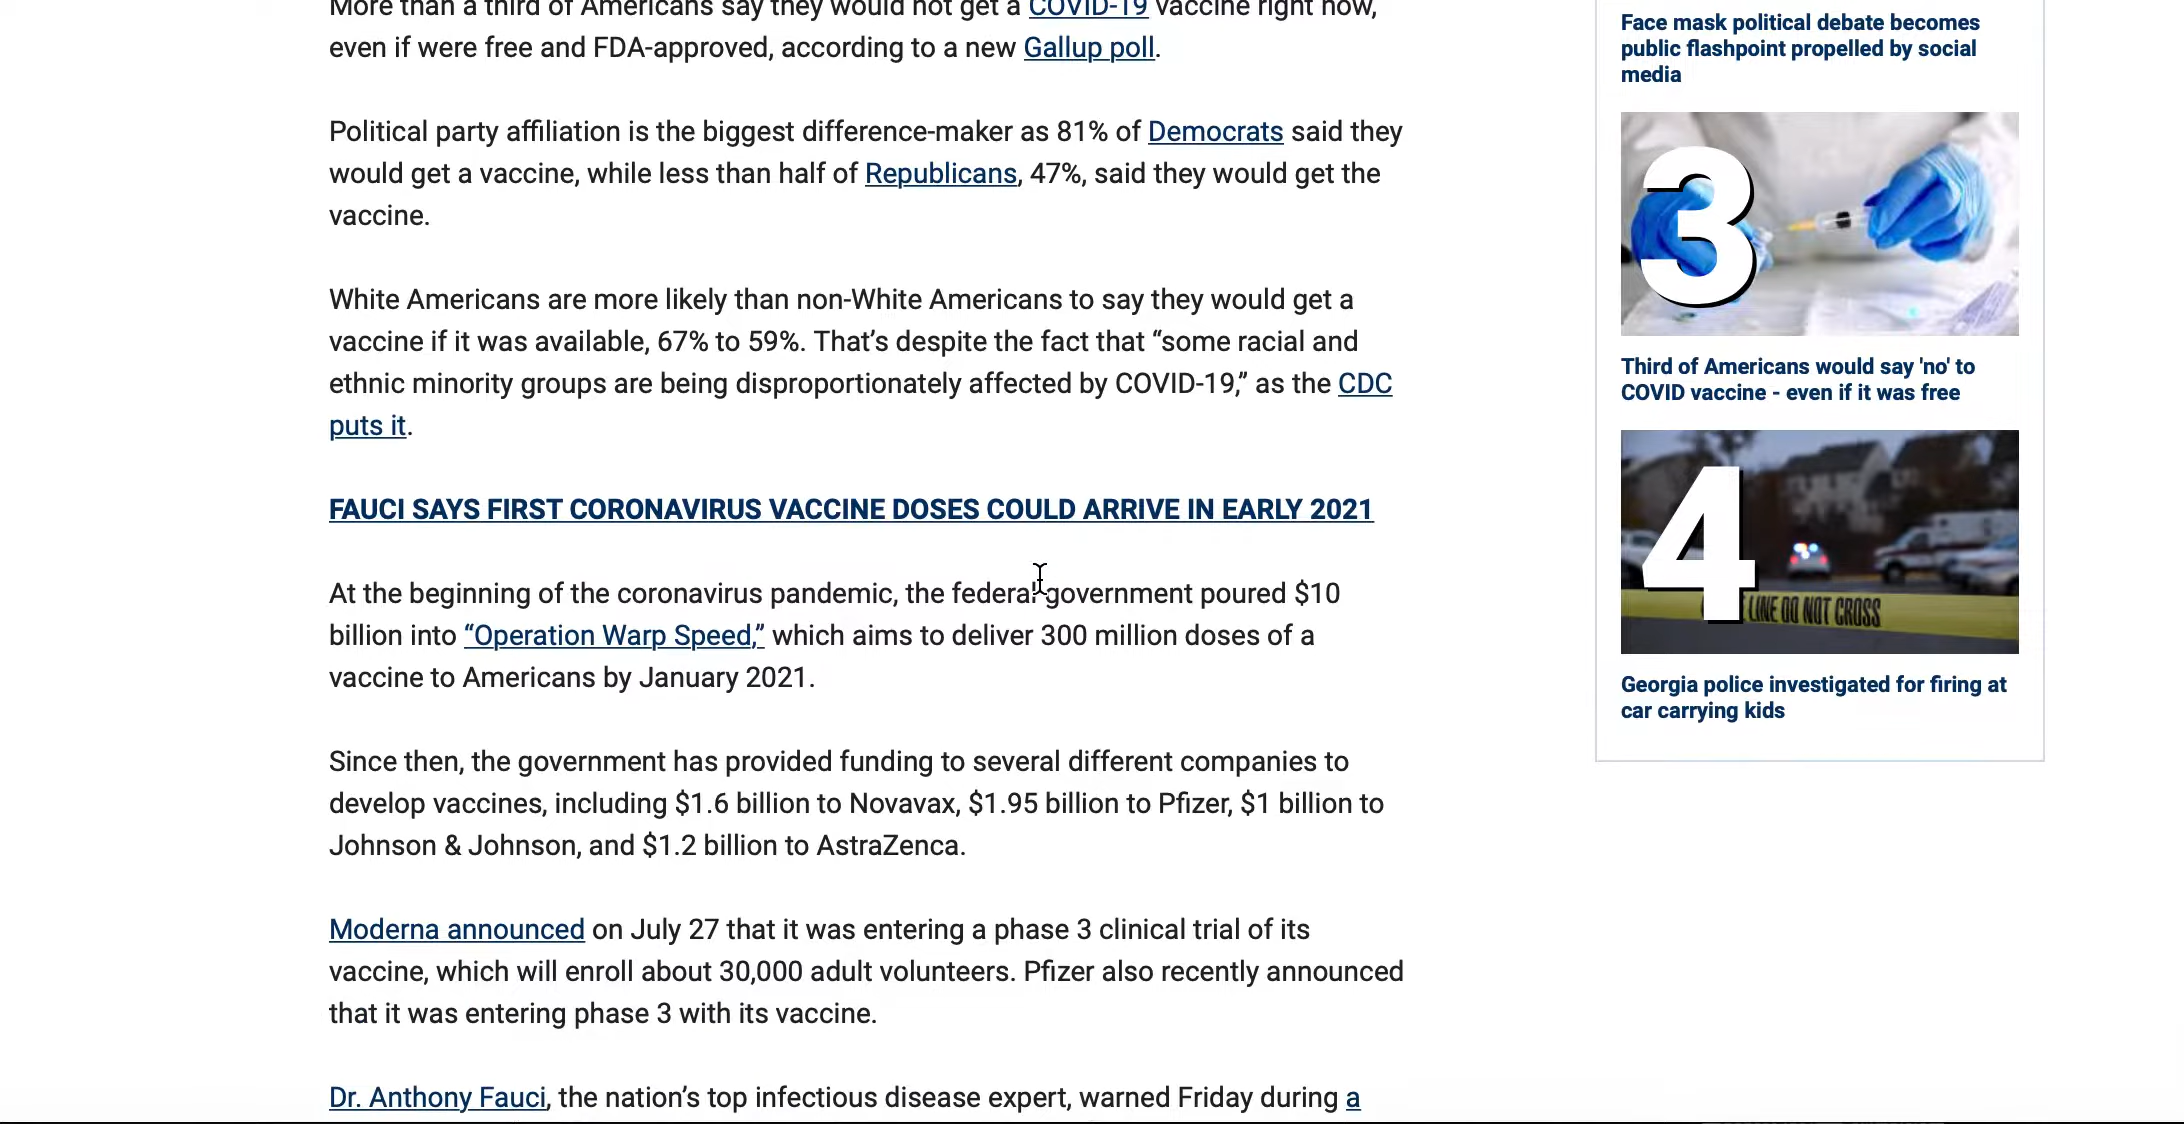 More than a third of Americans say they would not get a COVID-19 vaccine right now,
even if were free and FDA-approved, according to a new Gallup poll.
Political party affiliation is the biggest difference-maker as 81% of Democrats said they
would get a vaccine, while less than half of Republicans, 47%, said they would get the
vaccine.
White Americans are more likely than non-White Americans to say they would get a
vaccine if it was available, 67% to 59%. That’s despite the fact that “some racial and
ethnic minority groups are being disproportionately affected by COVID-19,” as the CDC
puts it.
FAUCI SAYS FIRST CORONAVIRUS VACCINE DOSES COULD ARRIVE IN EARLY 2021
At the beginning of the coronavirus pandemic, the federal government poured $10
billion into “Operation Warp Speed,” which aims to deliver 300 million doses of a
vaccine to Americans by January 2021.
Since then, the government has provided funding to several different companies to
develop vaccines, including $1.6 billion to Novavax, $1.95 billion to Pfizer, $1 billion to
Johnson & Johnson, and $1.2 billion to AstraZenca.
Moderna announced on July 27 that it was entering a phase 3 clinical trial of its
vaccine, which will enroll about 30,000 adult volunteers. Pfizer also recently announced
that it was entering phase 3 with its vaccine.
Dr. Anthony Fauci, the nation’s top infectious disease expert, warned Friday during a
Face mask political debate becomes
public flashpoint propelled by social
media
3
Third of Americans would say 'no' to
COVID vaccine - even if it was free
4
LINE DO NOT CROSS
Georgia police investigated for firing at
car carrying kids